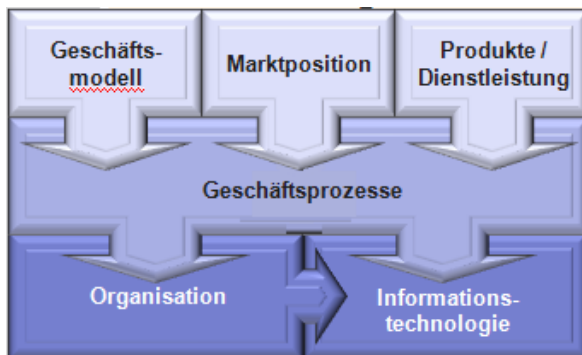 Geschäfts-
modell
Marktposition
Produkte /
Dienstleistung
Geschäftsprozesse
Organisation
Informations-
technologie